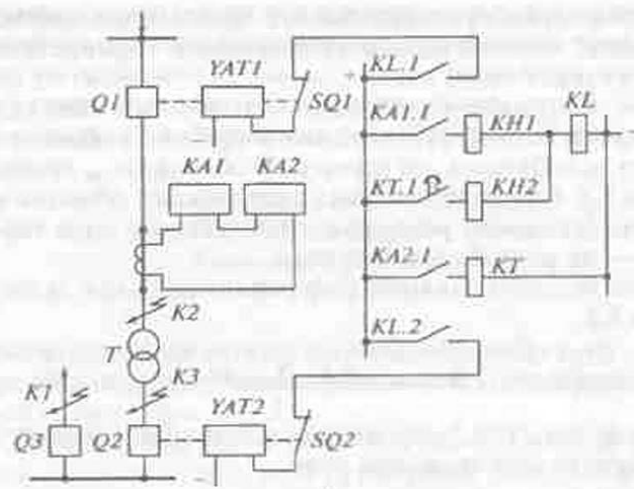 YAT1
Q1
SQ1
KL.1
+
KA1.1
KH1
KL
−
KA1
KA2
KT.1
KH2
KA2.1
KT
K2
T
KL.2
K1
K3
YAT2
Q3
Q2
SQ2